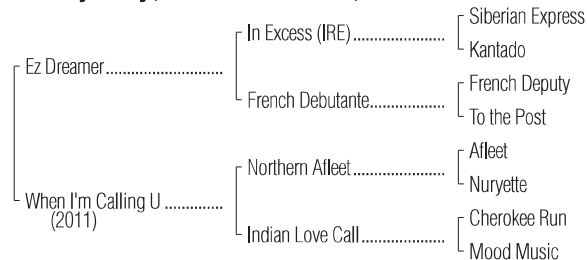 Siberian Express
In Excess (IRE)
Kantado
Ez Dreamer
French Deputy
French Debutante
To the Post
Afleet
Northern Afleet
Nuryette
When I'm Calling U
(2011)
Cherokee Run
Indian Love Call
Mood Music